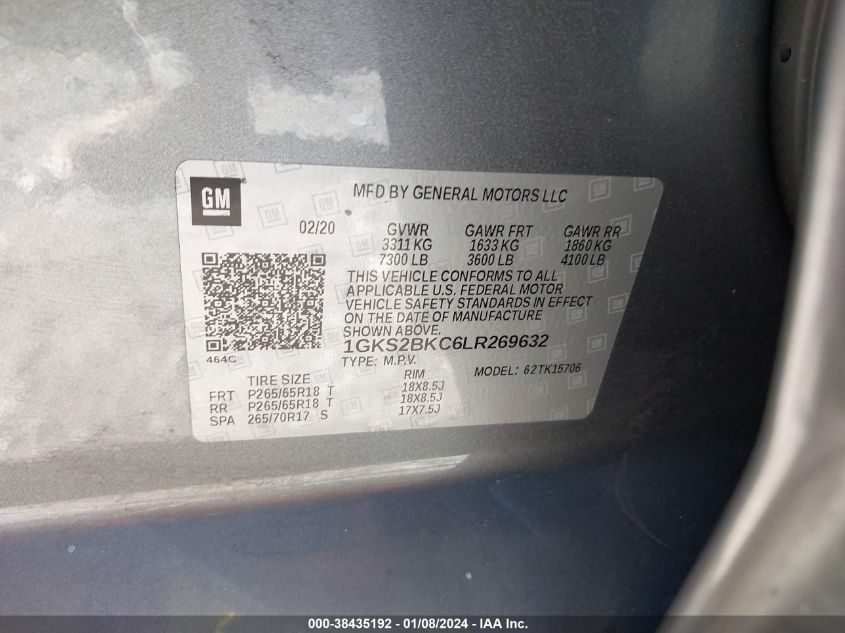 GM
MFD BY GENERAL MOTORS LLC
02/20
GVWR GAWR FRT GAWR RR
3311 KG 1633 KG 1860 KG
7300 LB 3600 LB 4100 LB
THIS VEHICLE CONFORMS TO ALL
APPLICABLE U.S. FEDERAL MOTOR
VEHICLE SAFETY STANDARDS IN EFFECT
ON THE DATE OF MANUFACTURE
SHOWN ABOVE.
464C
1GKS2BKC6LR269632
TYPE: M.P.V.
MODEL: 62TK15706
TIRE SIZE RIM
FRT P265/65R18 T 18X8.5J
RR P265/65R18 T 18X8.5J
SPA 265/70R17 S 17X7.5J
000-38435192 - 01/08/2024 - IAA Inc.